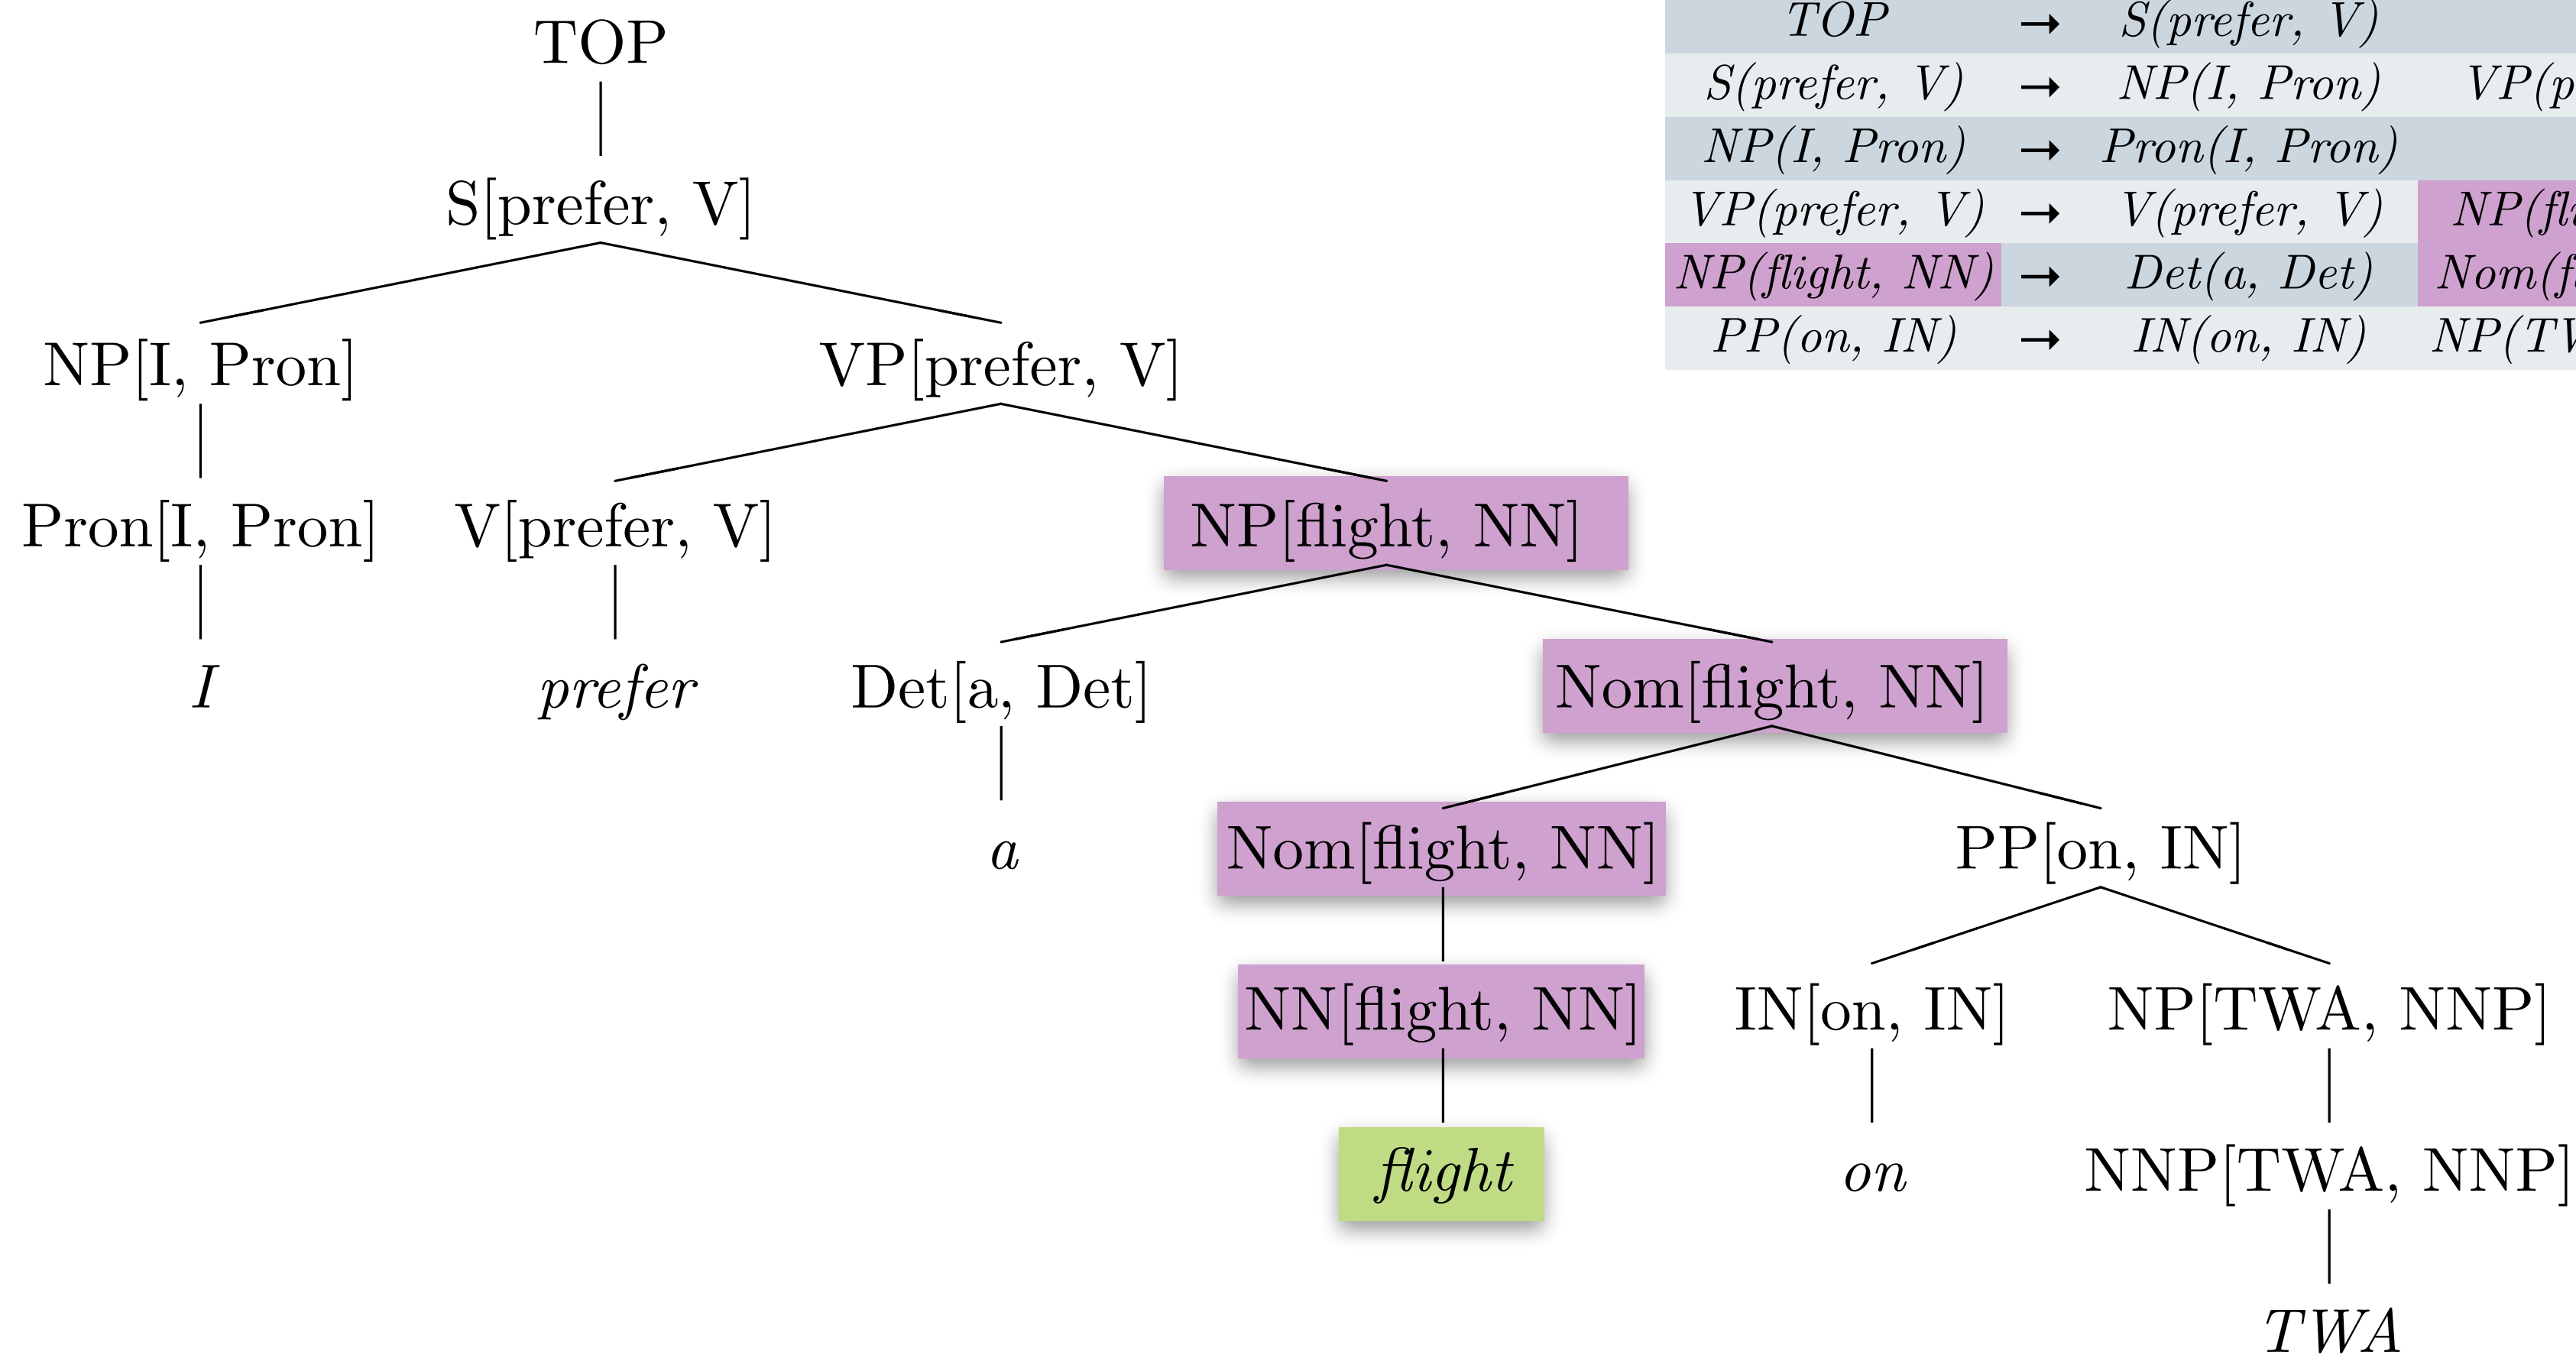 TOP
S[prefer, V]
NP[I, Pron] VP[prefer, V]
Pron[I, Pron] V[prefer, V] NP[flight, NN]
I prefer Det[a, Det] Nom[flight, NN]
a Nom[flight, NN] PP[on, IN]
NN[flight, NN] IN[on, IN] NP[TWA, NNP]
flight on NNP[TWA, NNP]
TWA
TOP → S(prefer, V)
S(prefer, V) → NP(I, Pron) VP(p
NP(I, Pron) → Pron(I, Pron)
VP(prefer, V) → V(prefer, V) NP(fli
NP(flight, NN) → Det(a, Det) Nom(f
PP(on, IN) → IN(on, IN) NP(TW